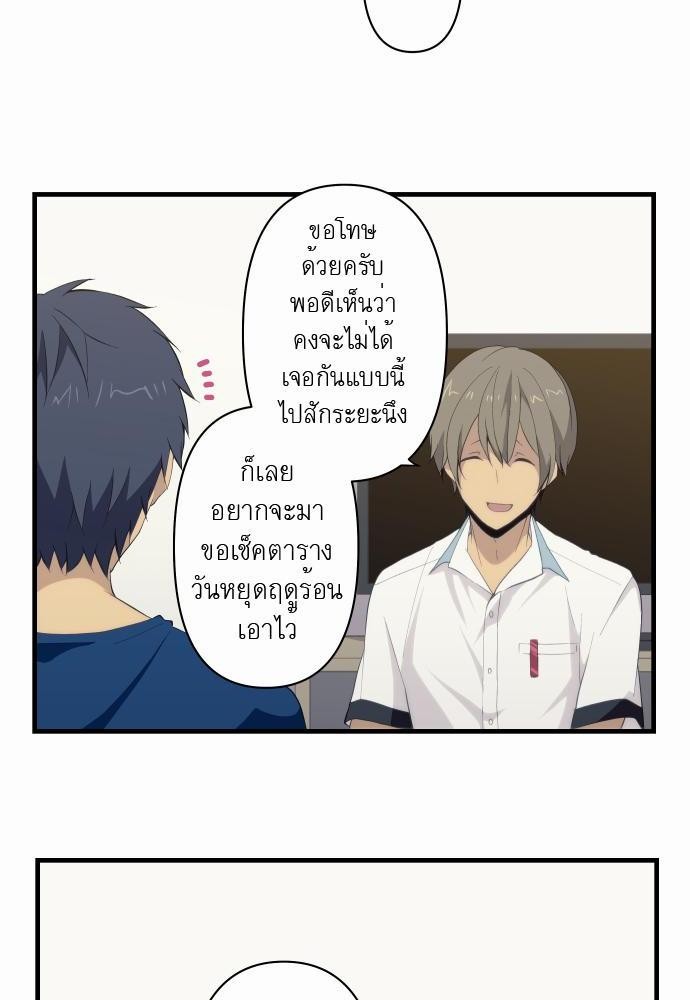 ขอโทษ
ด้วยครับ
พอดีเห็นว่า
คงจะไม่ได้
เจอกันแบบนี้
ไปสักระยะนึง
ก็เลย
อยากจะมา
ขอเช็คตาราง
วันหยุดฤดูร้อน
เอาไว้